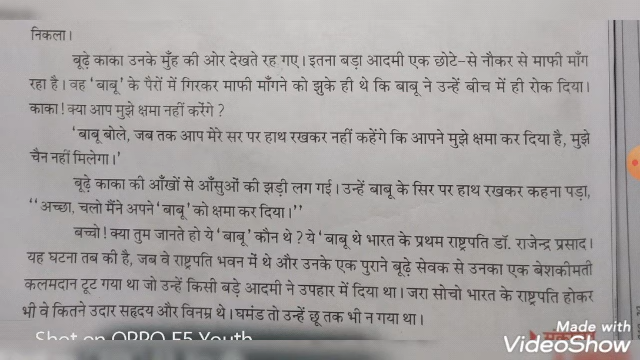 निकला।
बूढ़े काका उनके मुँह की ओर देखते रह गए। इतना बड़ा आदमी एक छोटे-से नौकर से माफी माँग
रहा है। वह 'बाबू' के पैरों में गिरकर माफी माँगने को झुके ही थे कि बाबू ने उन्हें बीच में ही रोक दिया।
काका! क्या आप मुझे क्षमा नहीं करेंगे?
'बाबू बोले, जब तक आप मेरे सर पर हाथ रखकर नहीं कहेंगे कि आपने मुझे क्षमा कर दिया है, मुझे
चैन नहीं मिलेगा।'
बूढ़े काका की आँखों से आँसुओं की झड़ी लग गई। उन्हें बाबू के सिर पर हाथ रखकर कहना पड़ा,
"अच्छा, चलो मैंने अपने 'बाबू' को क्षमा कर दिया।"
बच्चो! क्या तुम जानते हो ये 'बाबू' कौन थे? ये 'बाबू थे भारत के प्रथम राष्ट्रपति डॉ. राजेन्द्र प्रसाद।
यह घटना तब की है, जब वे राष्ट्रपति भवन में थे और उनके एक पुराने बूढ़े सेवक से उनका एक बेशकीमती
कलमदान टूट गया था जो उन्हें किसी बड़े आदमी ने उपहार में दिया था। जरा सोचो भारत के राष्ट्रपति होकर
भी वे कितने उदार सहृदय और विनम्र थे। घमंड तो उन्हें छू तक भी न गया था।
Shot on OPPO F5 Youth
Made with
VideoShow